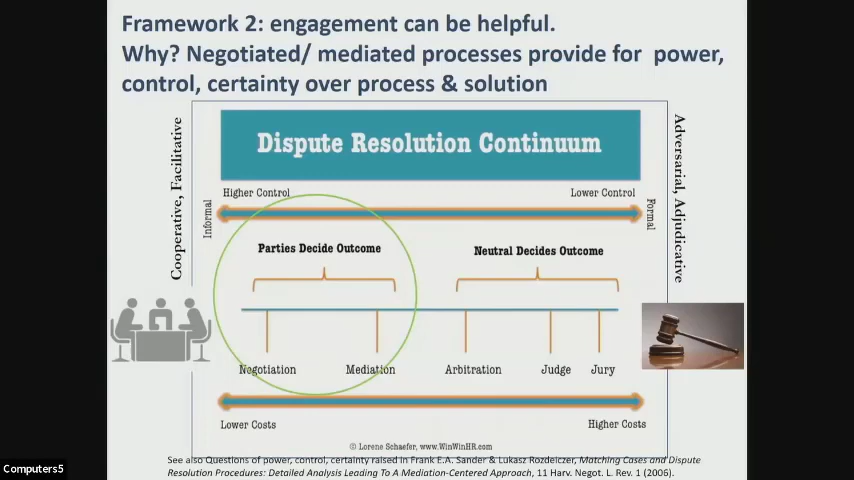 Framework 2: engagement can be helpful.
Why? Negotiated/ mediated processes provide for power,
control, certainty over process & solution
Cooperative, Facilitative
Adversarial, Adjudicative
Dispute Resolution Continuum
Higher Control
Lower Control
Informal
Formal
Parties Decide Outcome
Neutral Decides Outcome
Negotiation
Mediation
Arbitration
Judge
Jury
Lower Costs
Higher Costs
© Lorene Schaefer, www.WinWinHR.com
See also Questions of power, control, certainty raised in Frank E.A. Sander & Lukasz Rozdeiczer, Matching Cases and Dispute
Resolution Procedures: Detailed Analysis Leading To A Mediation-Centered Approach, 11 Harv. Negot. L. Rev. 1 (2006).
Computers5